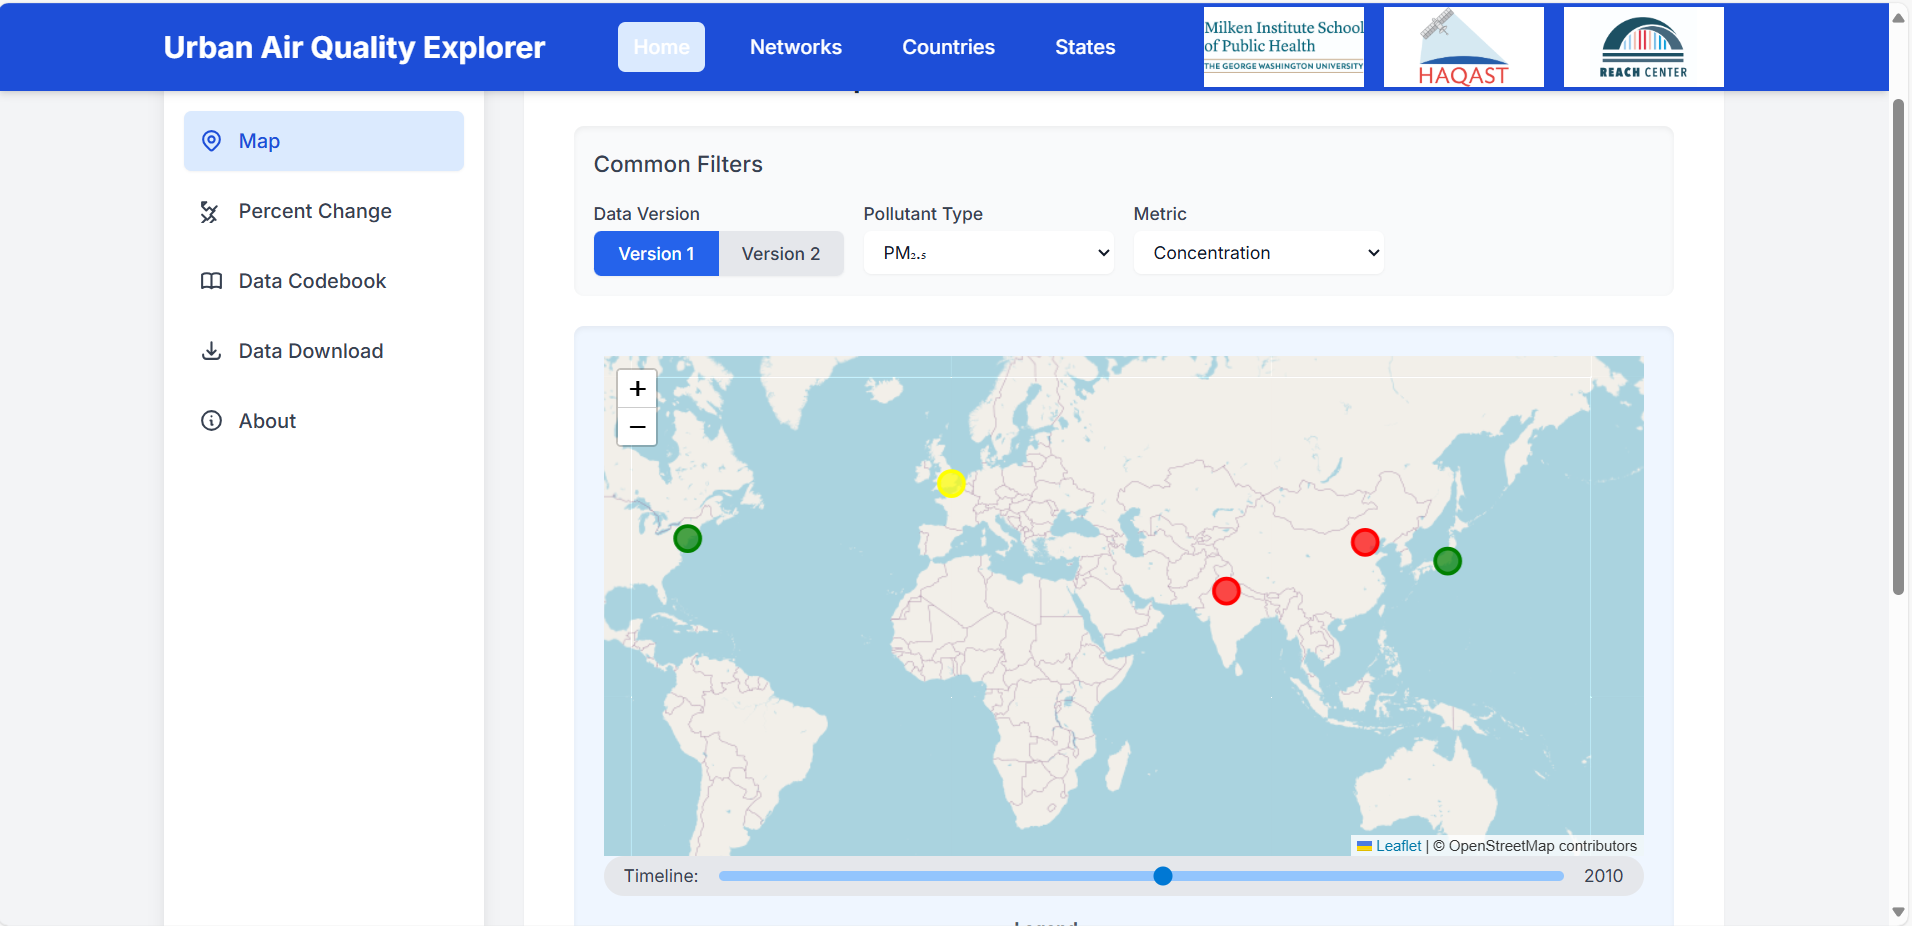 Urban Air Quality Explorer
Home
Networks
Countries
States
Milken Institute School
of Public Health
THE GEORGE WASHINGTON UNIVERSITY
HAQAST
REACH CENTER
Map
Percent Change
Data Codebook
Data Download
About
Common Filters
Data Version
Pollutant Type
Metric
Version 1
Version 2
PM₂.₅
Concentration
+
−
Leaflet | © OpenStreetMap contributors
Timeline:
2010